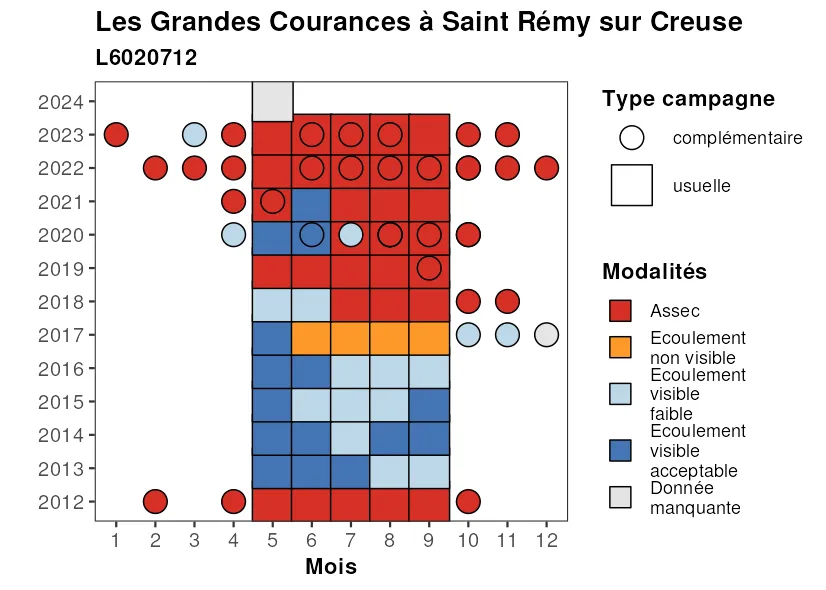 Les Grandes Courances à Saint Rémy sur Creuse
L6020712
2024
2023
2022
2021
2020
2019
2018
2017
2016
2015
2014
2013
2012
1 2 3 4 5 6 7 8 9 10 11 12
Mois
Type campagne
complémentaire
usuelle
Modalités
Assec
Ecoulement
non visible
Ecoulement
visible
faible
Ecoulement
visible
acceptable
Donnée
manquante